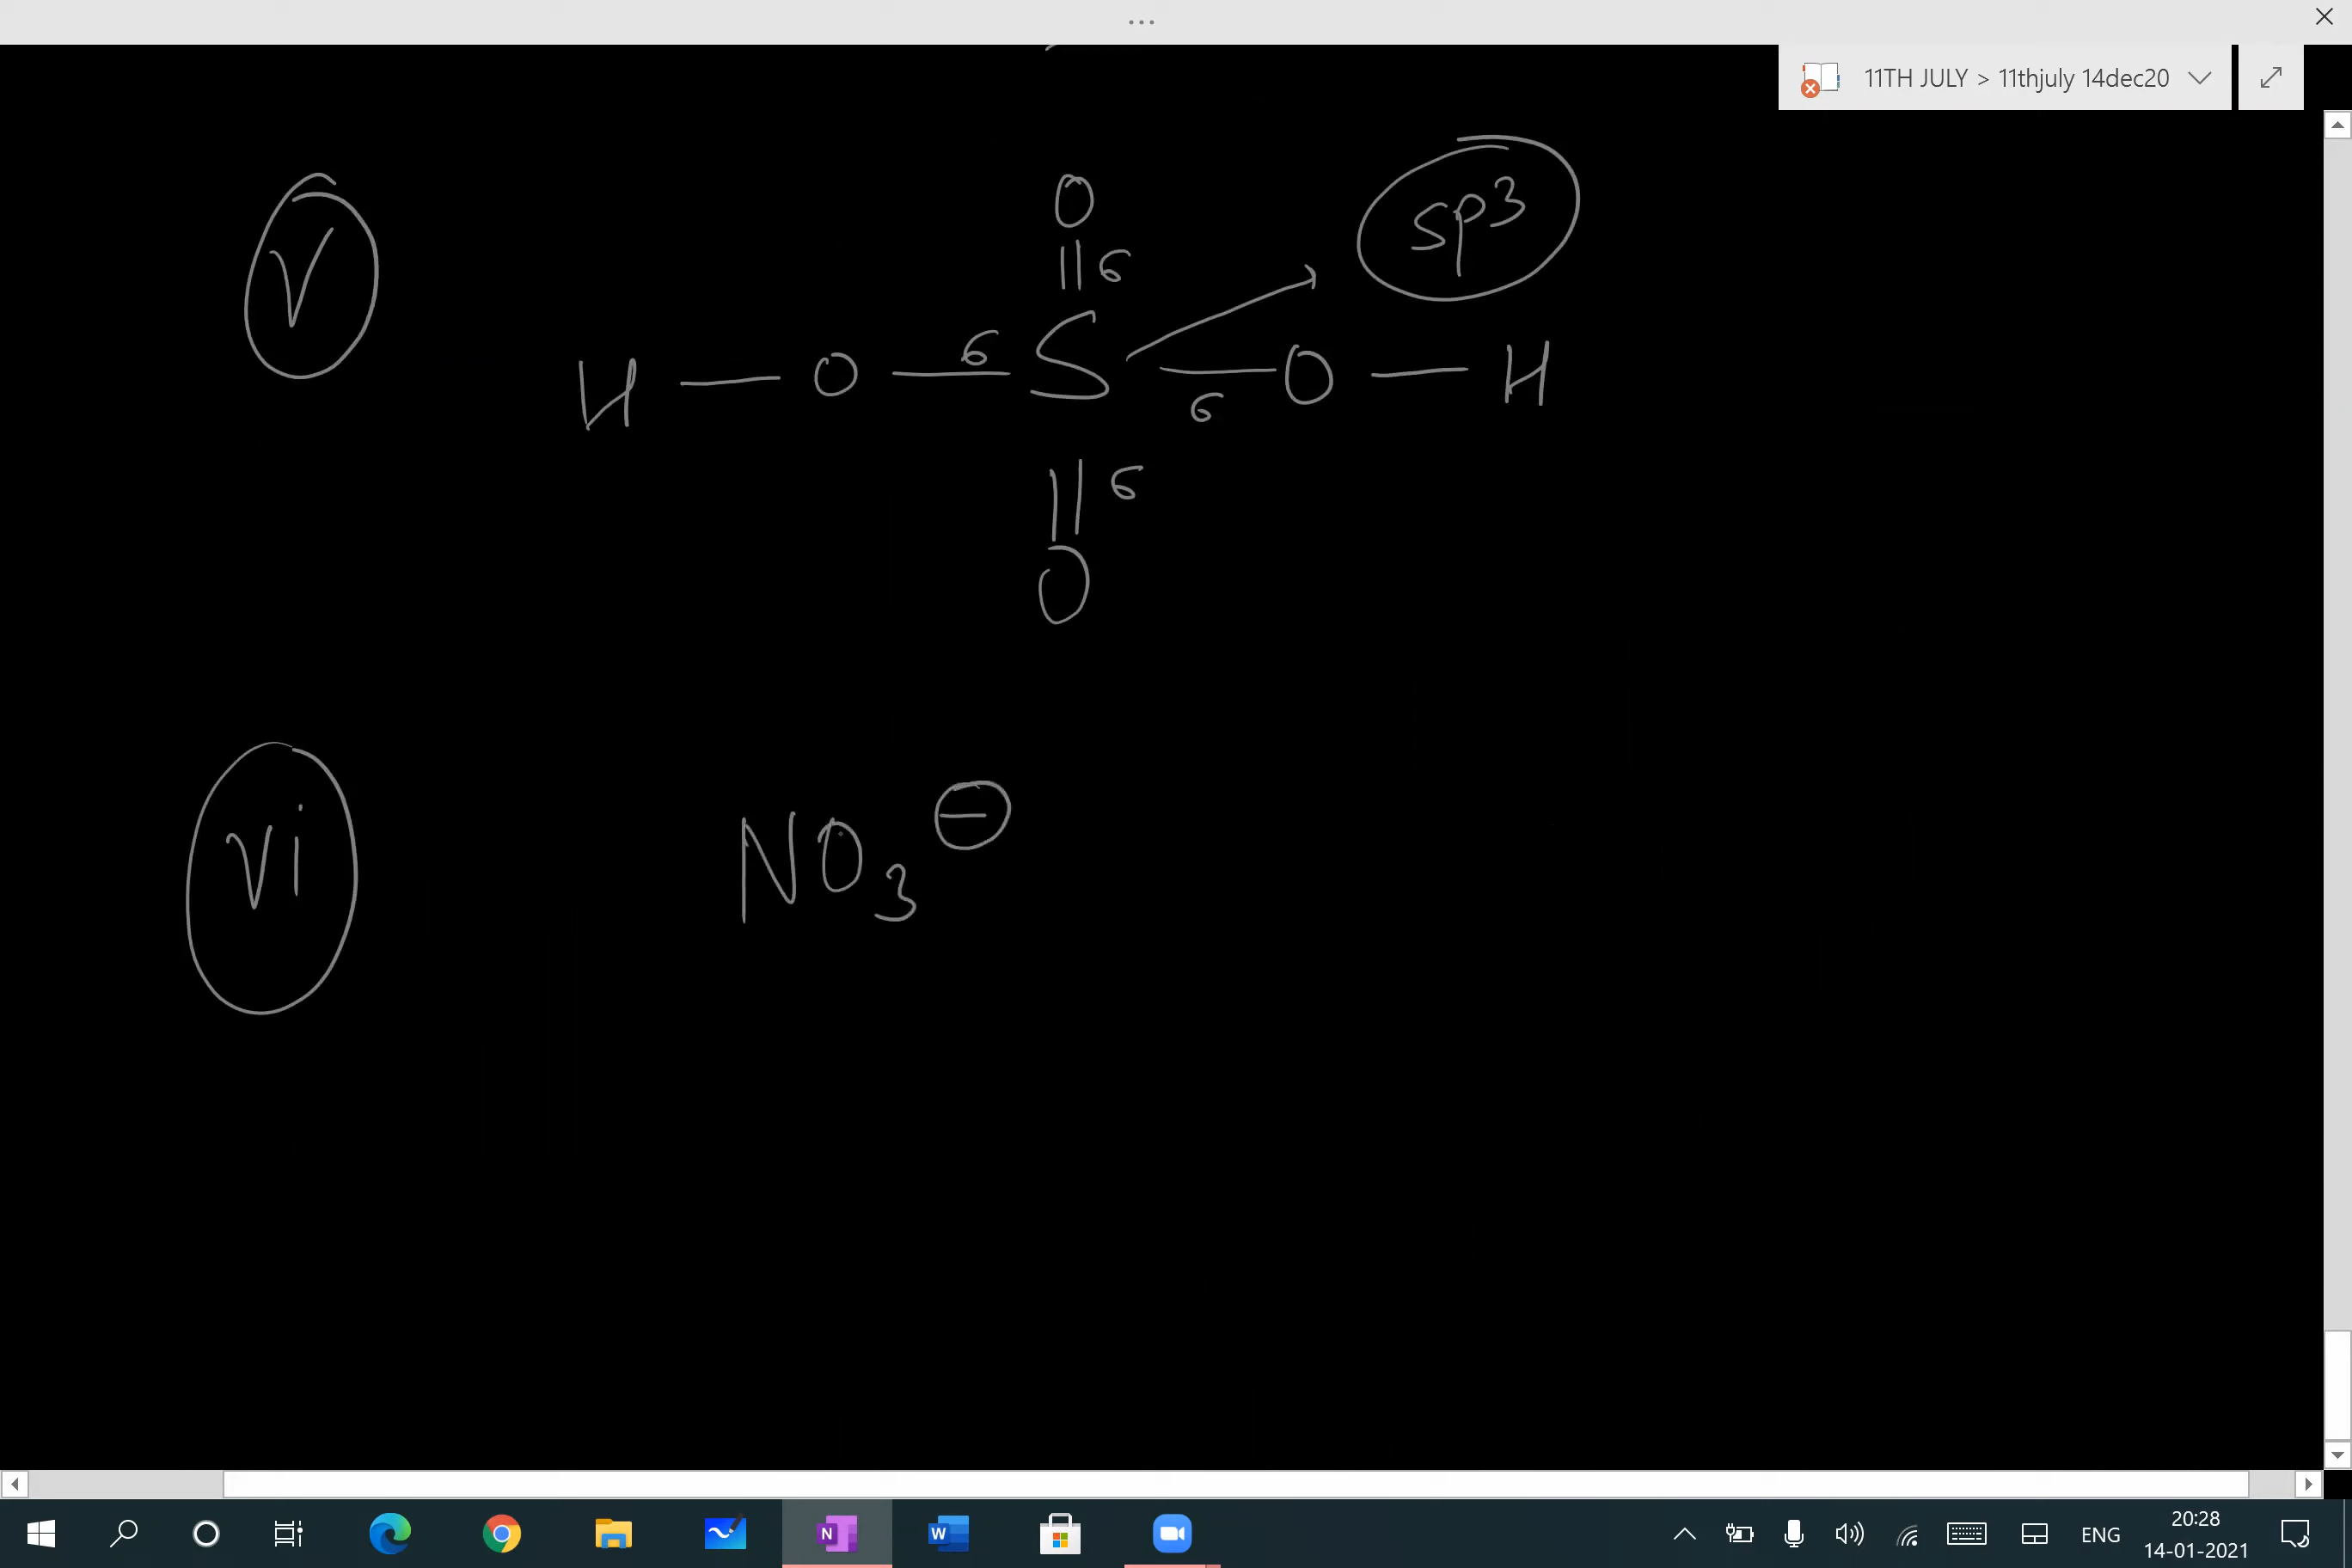 ...
11TH JULY > 11thjuly 14dec20
V
O
|| б
H — O — б S — б O — H
sp³
|| б
O
vi
NO₃⊖
ENG
20:28
14-01-2021